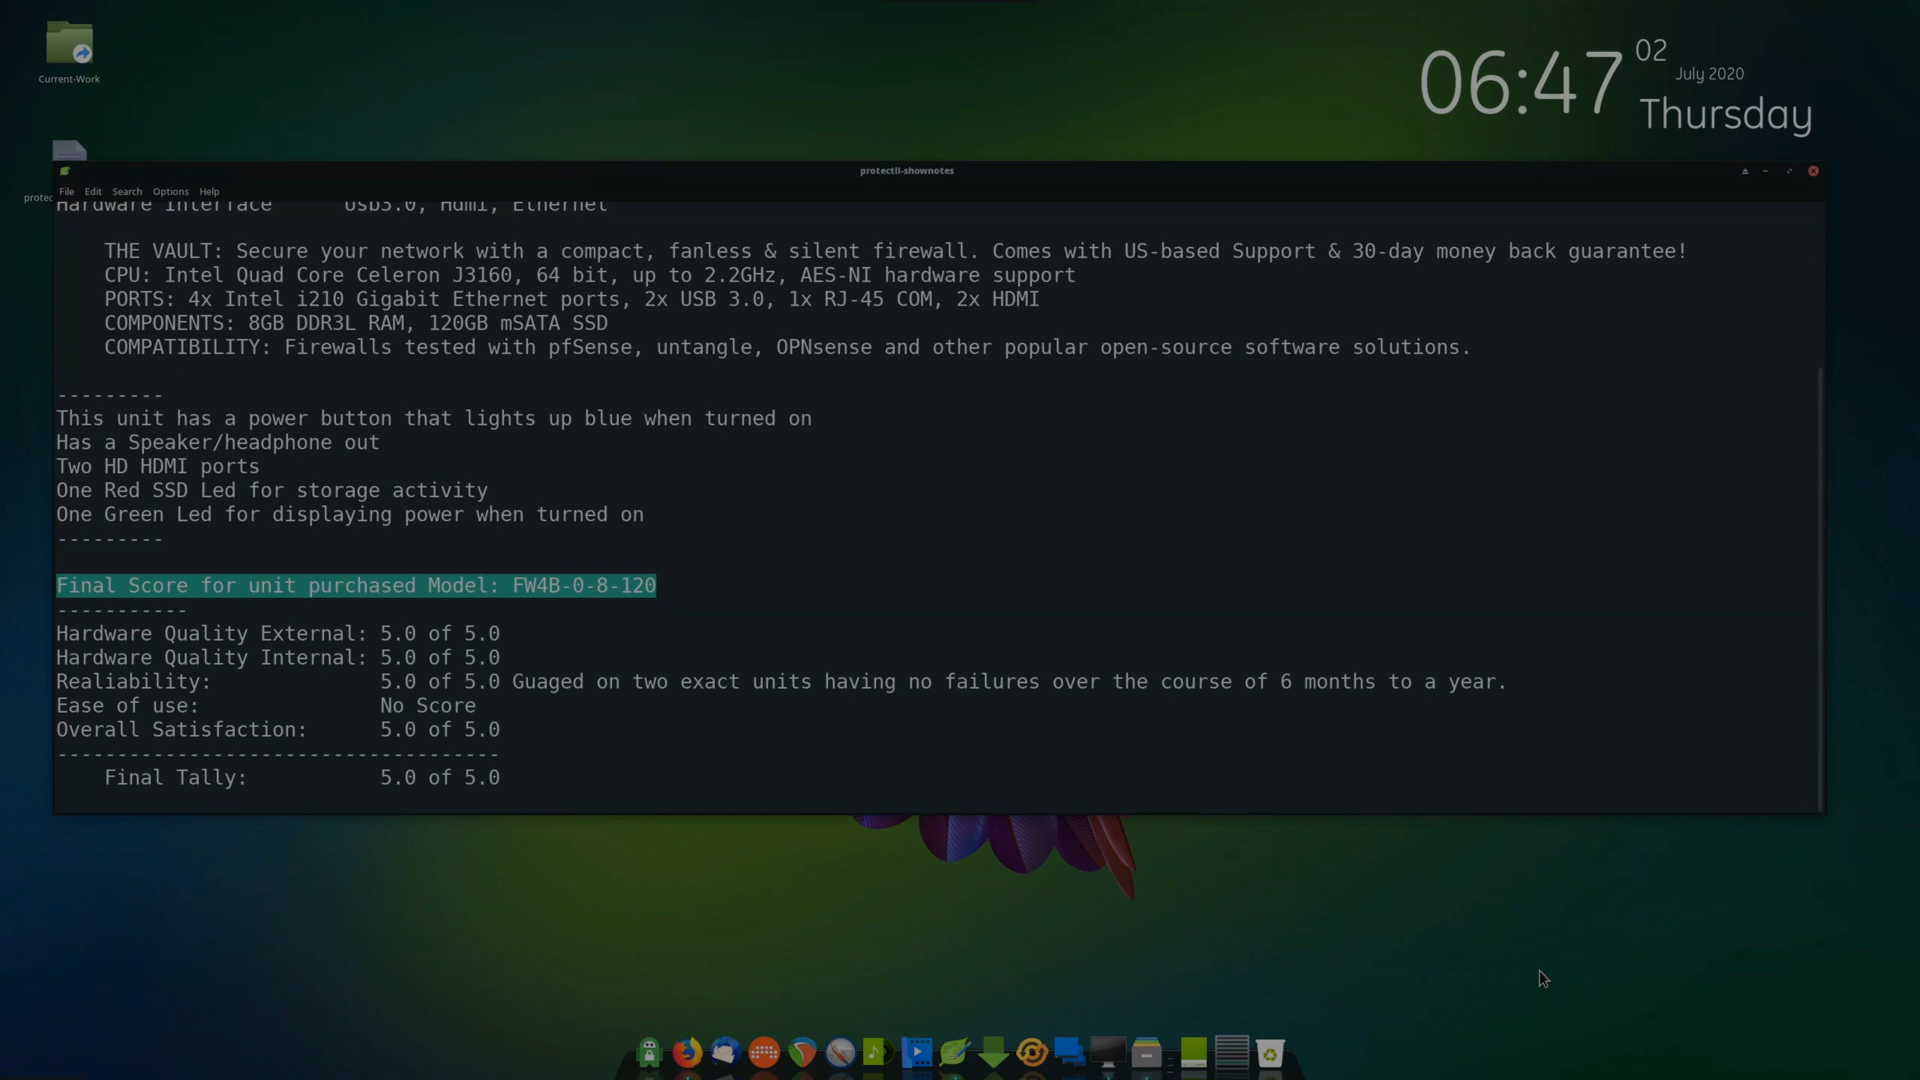 Current-Work
06:47
02
July 2020
Thursday
protec
protectli-shownotes
File Edit Search Options Help
Hardware Interface Usb3.0, Hdmi, Ethernet
THE VAULT: Secure your network with a compact, fanless & silent firewall. Comes with US-based Support & 30-day money back guarantee!
CPU: Intel Quad Core Celeron J3160, 64 bit, up to 2.2GHz, AES-NI hardware support
PORTS: 4x Intel i210 Gigabit Ethernet ports, 2x USB 3.0, 1x RJ-45 COM, 2x HDMI
COMPONENTS: 8GB DDR3L RAM, 120GB mSATA SSD
COMPATIBILITY: Firewalls tested with pfSense, untangle, OPNsense and other popular open-source software solutions.
---------
This unit has a power button that lights up blue when turned on
Has a Speaker/headphone out
Two HD HDMI ports
One Red SSD Led for storage activity
One Green Led for displaying power when turned on
---------
Final Score for unit purchased Model: FW4B-0-8-120
-----------
Hardware Quality External: 5.0 of 5.0
Hardware Quality Internal: 5.0 of 5.0
Realiability: 5.0 of 5.0 Guaged on two exact units having no failures over the course of 6 months to a year.
Ease of use: No Score
Overall Satisfaction: 5.0 of 5.0
-------------------------------------
Final Tally: 5.0 of 5.0